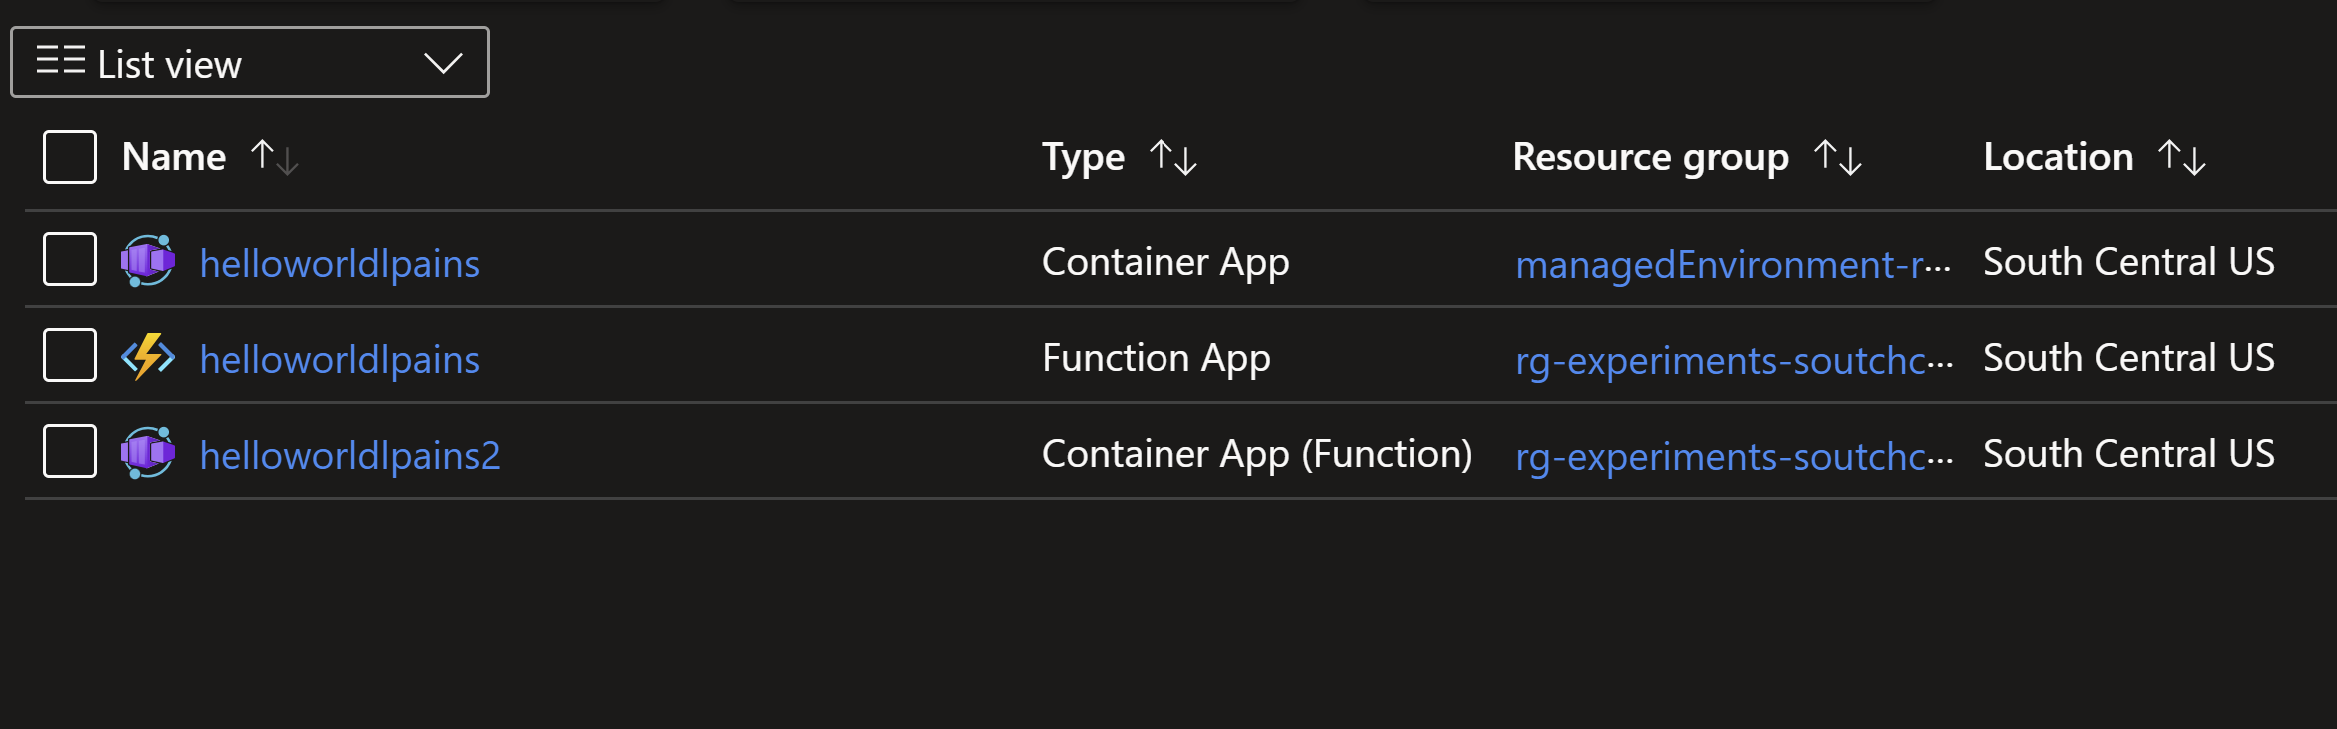 List view
Name Type Resource group Location
helloworldlpains Container App managedEnvironment-r··· South Central US
helloworldlpains Function App rg-experiments-soutchc··· South Central US
helloworldlpains2 Container App (Function) rg-experiments-soutchc··· South Central US